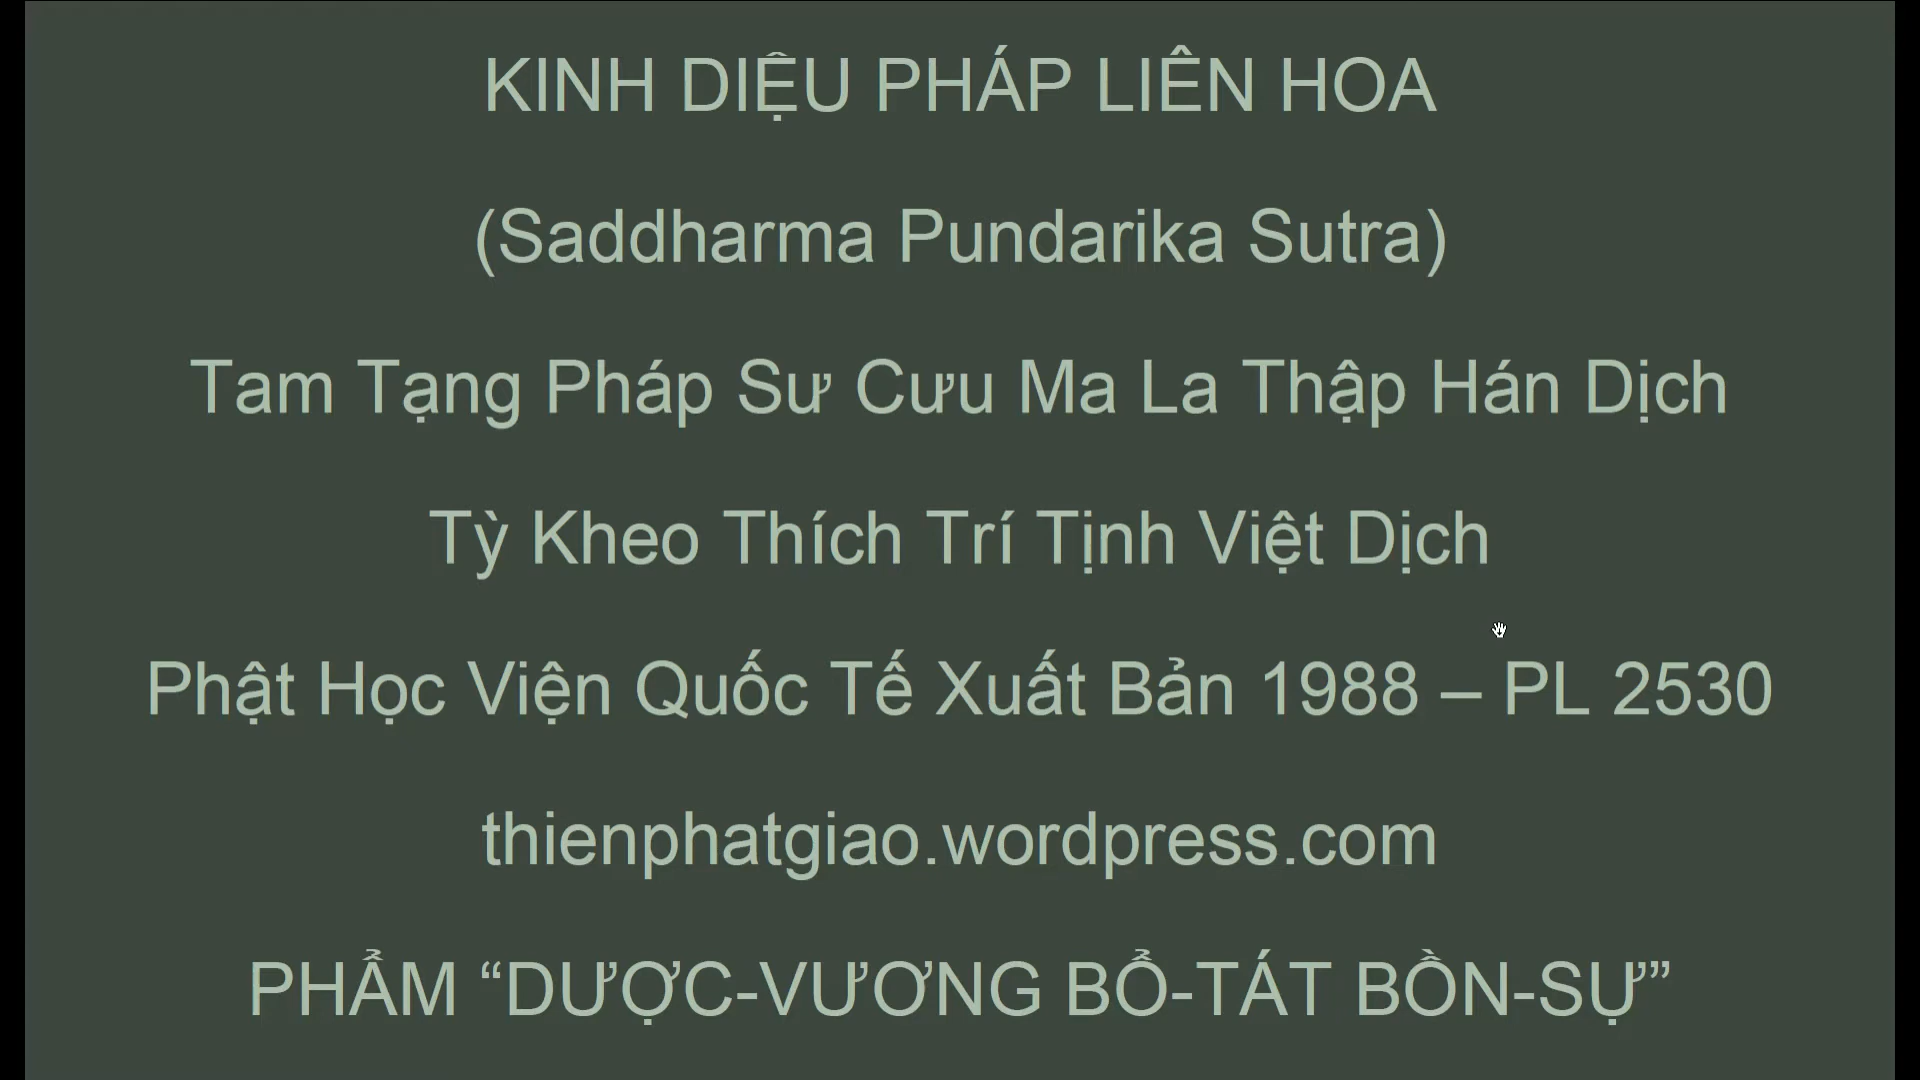 KINH DIỆU PHÁP LIÊN HOA
(Saddharma Pundarika Sutra)
Tam Tạng Pháp Sư Cưu Ma La Thập Hán Dịch
Tỳ Kheo Thích Trí Tịnh Việt Dịch
Phật Học Viện Quốc Tế Xuất Bản 1988 – PL 2530
thienphatgiao.wordpress.com
PHẨM “DƯỢC-VƯƠNG BỔ-TÁT BỒN-SỰ”